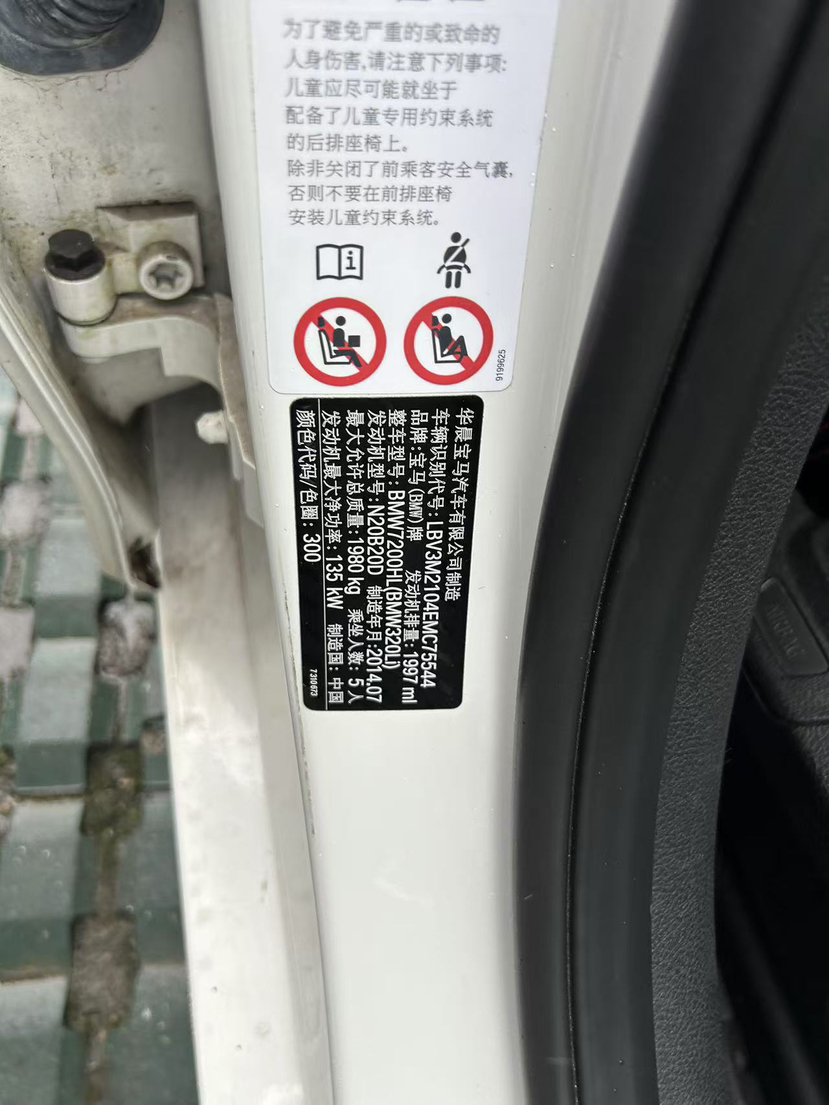 为了避免严重的或致命的
人身伤害,请注意下列事项:
儿童应尽可能就坐于
配备了儿童专用约束系统
的后排座椅上。
除非关闭了前乘客安全气囊,
否则不要在前排座椅
安装儿童约束系统。
9199625
华晨宝马汽车有限公司制造
车辆识别代号:LBV3M2104EMC75544
品牌:宝马(BMW)牌 发动机排量:1997 ml
整车型号:BMW7200HL(BMW320Li)
发动机型号:N20B20D 制造年月:2014.07
最大允许总质量:1980 kg 乘坐人数: 5 人
发动机最大净功率:135 kW 制造国: 中国
颜色代码/色圈: 300
7310673